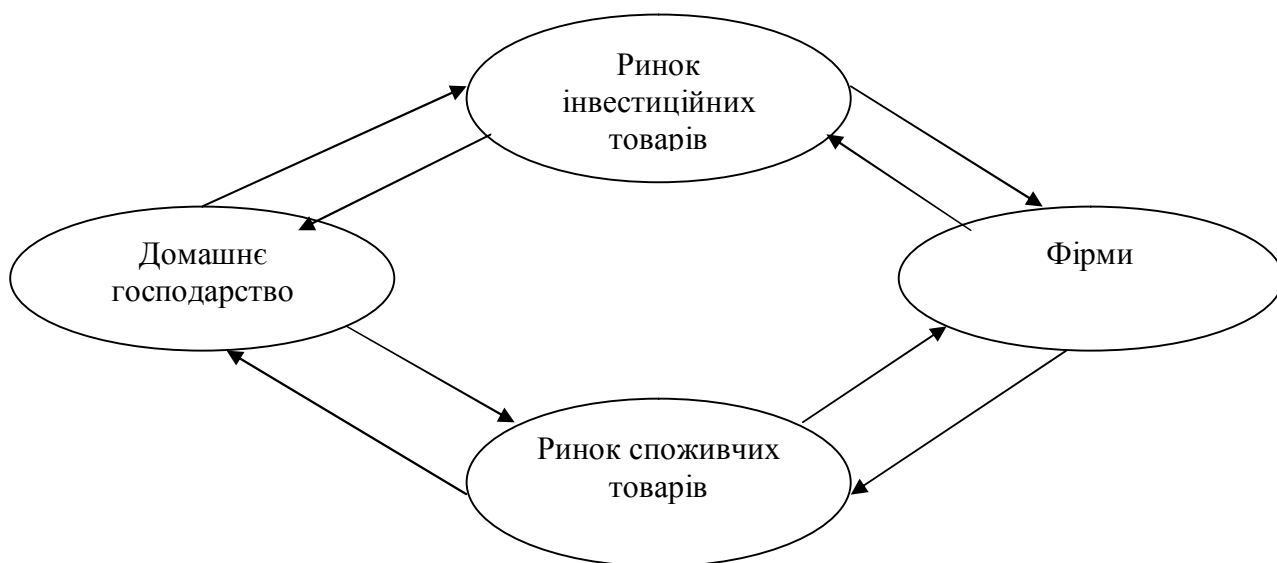 Ринок
інвестиційних
товарів
Домашнє
господарство
Фірми
Ринок споживчих
товарів